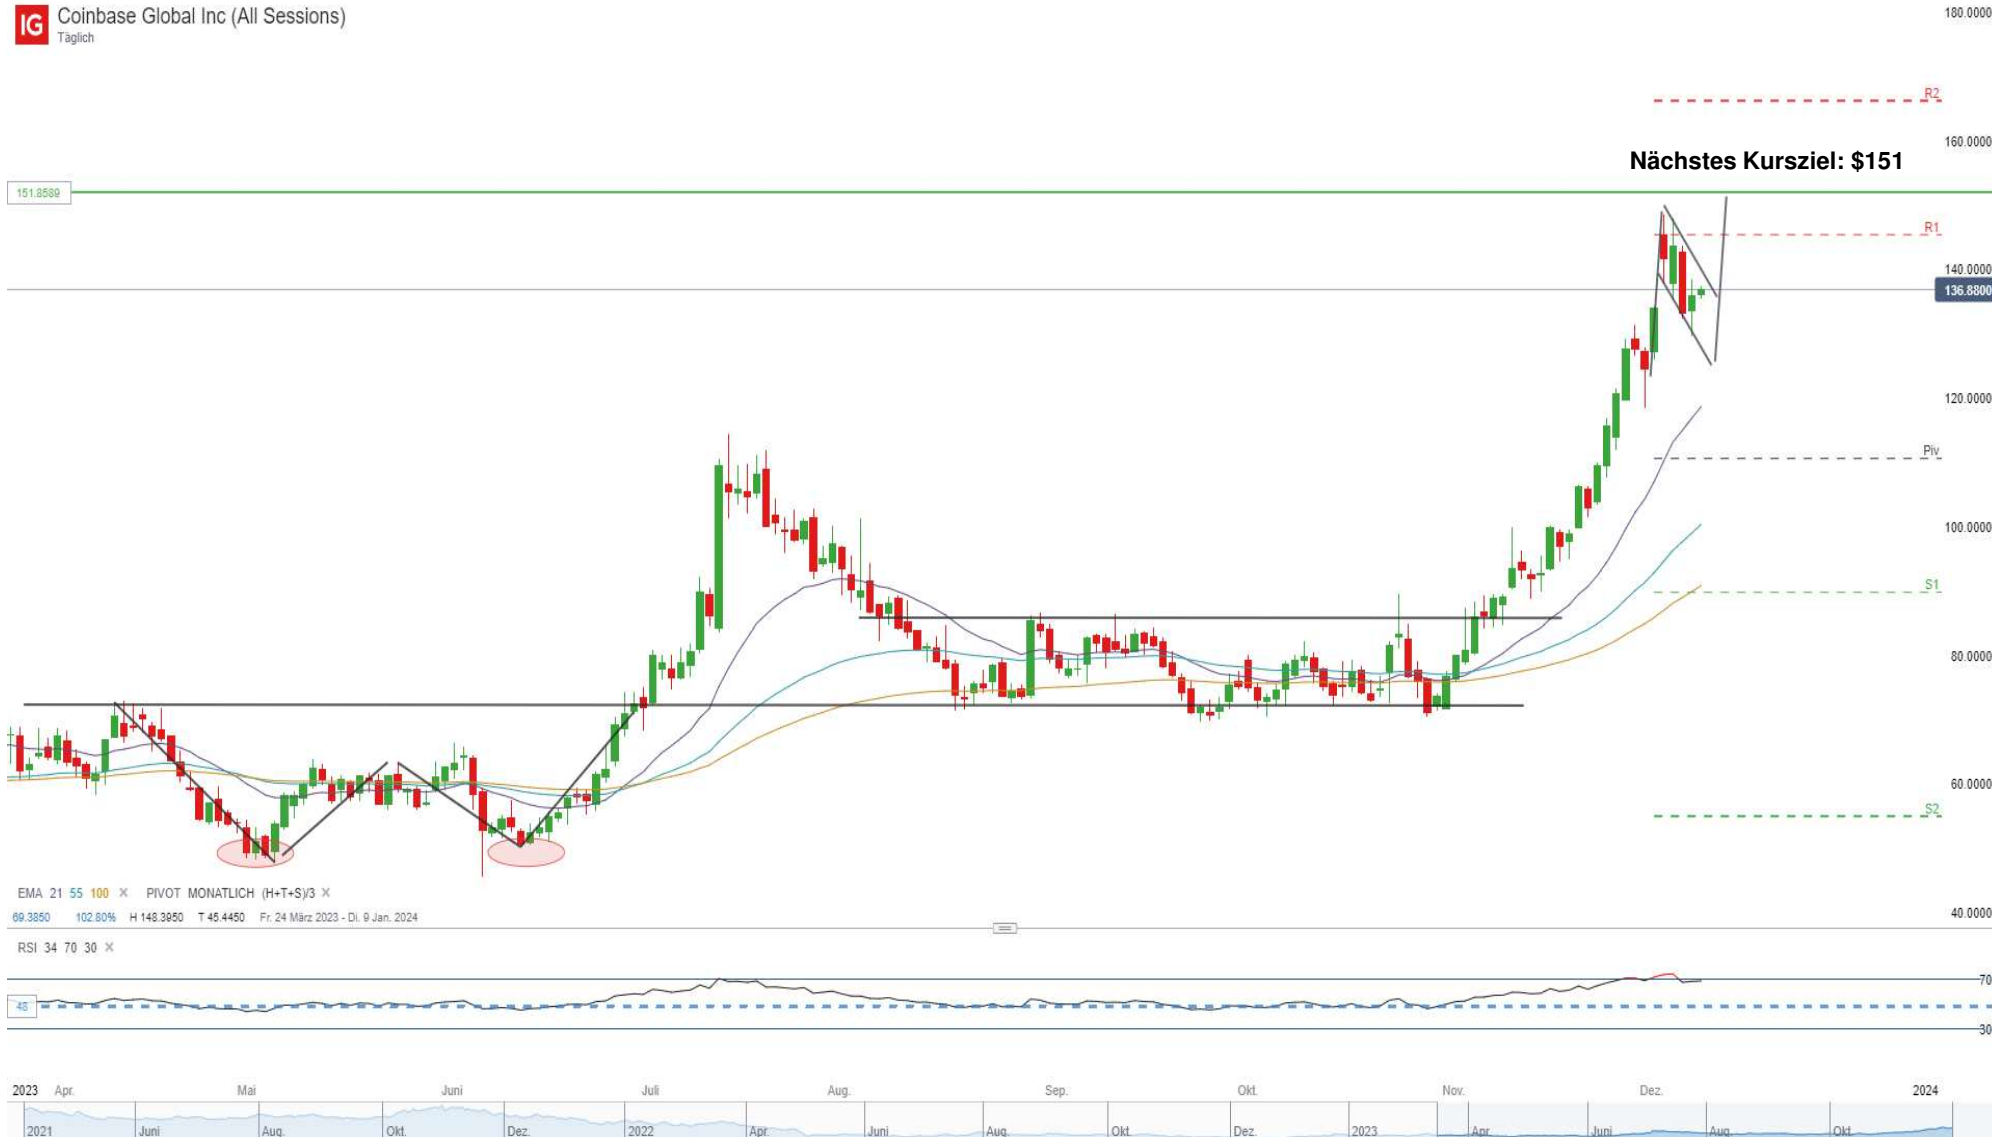 IG
Coinbase Global Inc (All Sessions)
Täglich
180.0000
R2
160.0000
Nächstes Kursziel: $151
151.8589
R1
140.0000
136.8800
120.0000
Piv
100.0000
S1
80.0000
60.0000
S2
EMA 21 55 100 × PIVOT MONATLICH (H+T+S)/3 ×
69.3850 102.80% H 148.3950 T 45.4450 Fr. 24 März 2023 - Di. 9 Jan. 2024
40.0000
RSI 34 70 30 ×
70
48
30
2023 Apr. Mai Juni Juli Aug. Sep. Okt. Nov. Dez. 2024
2021 Juni Aug. Okt. Dez. 2022 Apr. Juni Aug. Okt. Dez. 2023 Apr. Juni Aug. Okt.